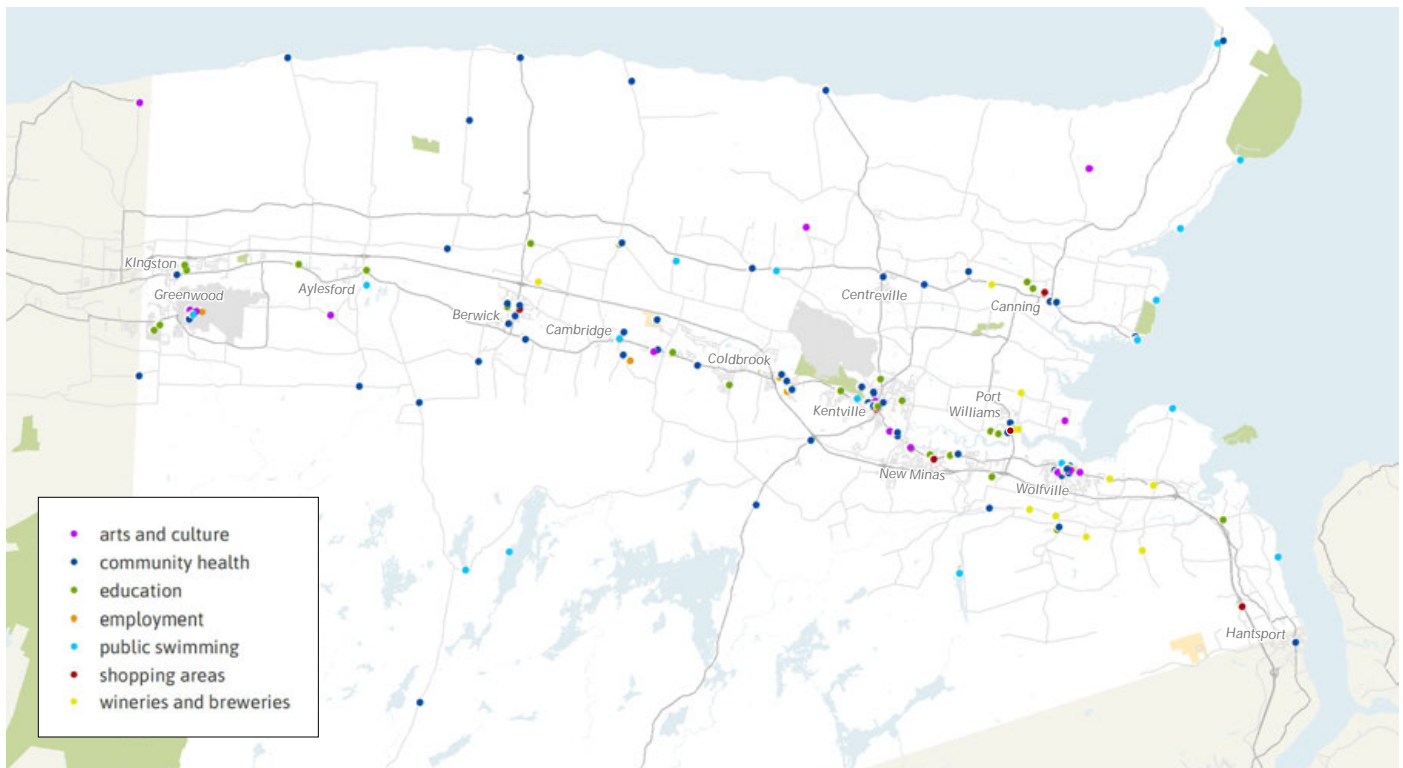 Kingston
Greenwood
Aylesford
Berwick
Cambridge
Coldbrook
Centreville
Canning
Kentville
Port
Williams
New Minas
Wolfville
Hantsport
arts and culture
community health
education
employment
public swimming
shopping areas
wineries and breweries